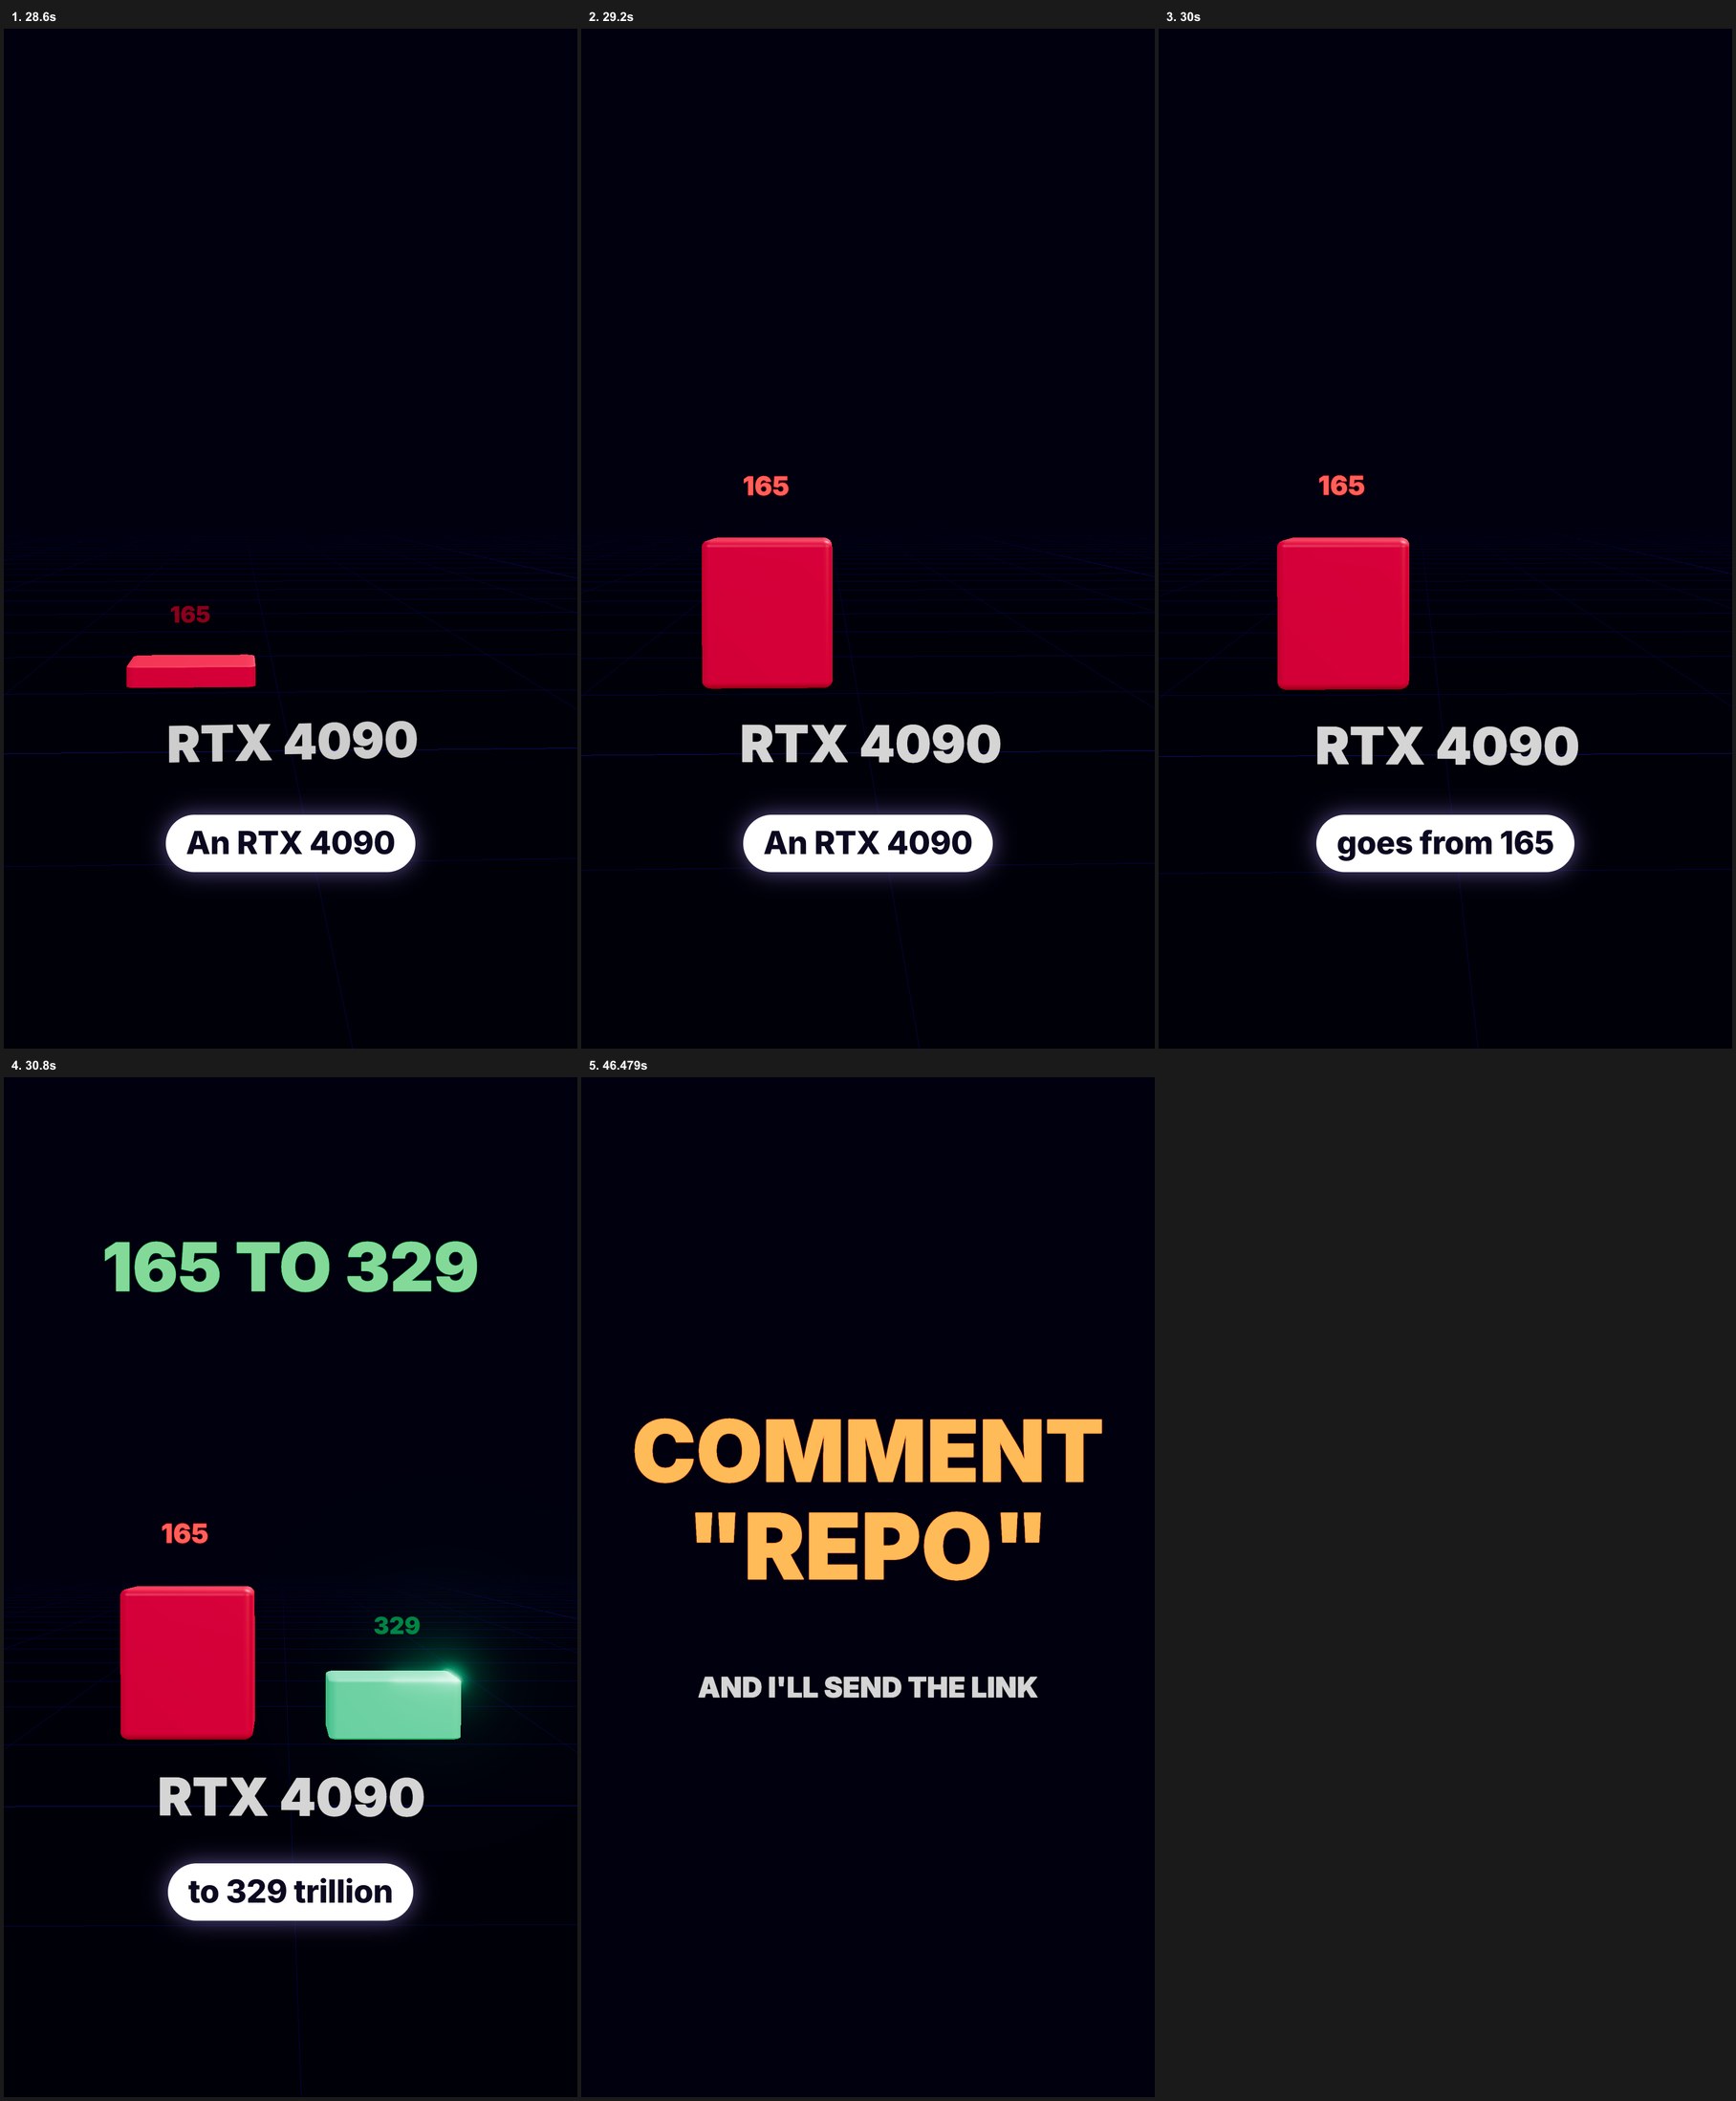 1. 28.6s
165
RTX 4090
An RTX 4090
2. 29.2s
165
RTX 4090
An RTX 4090
3. 30s
165
RTX 4090
goes from 165
4. 30.8s
165 TO 329
165
329
RTX 4090
to 329 trillion
5. 46.479s
COMMENT
"REPO"
AND I'LL SEND THE LINK